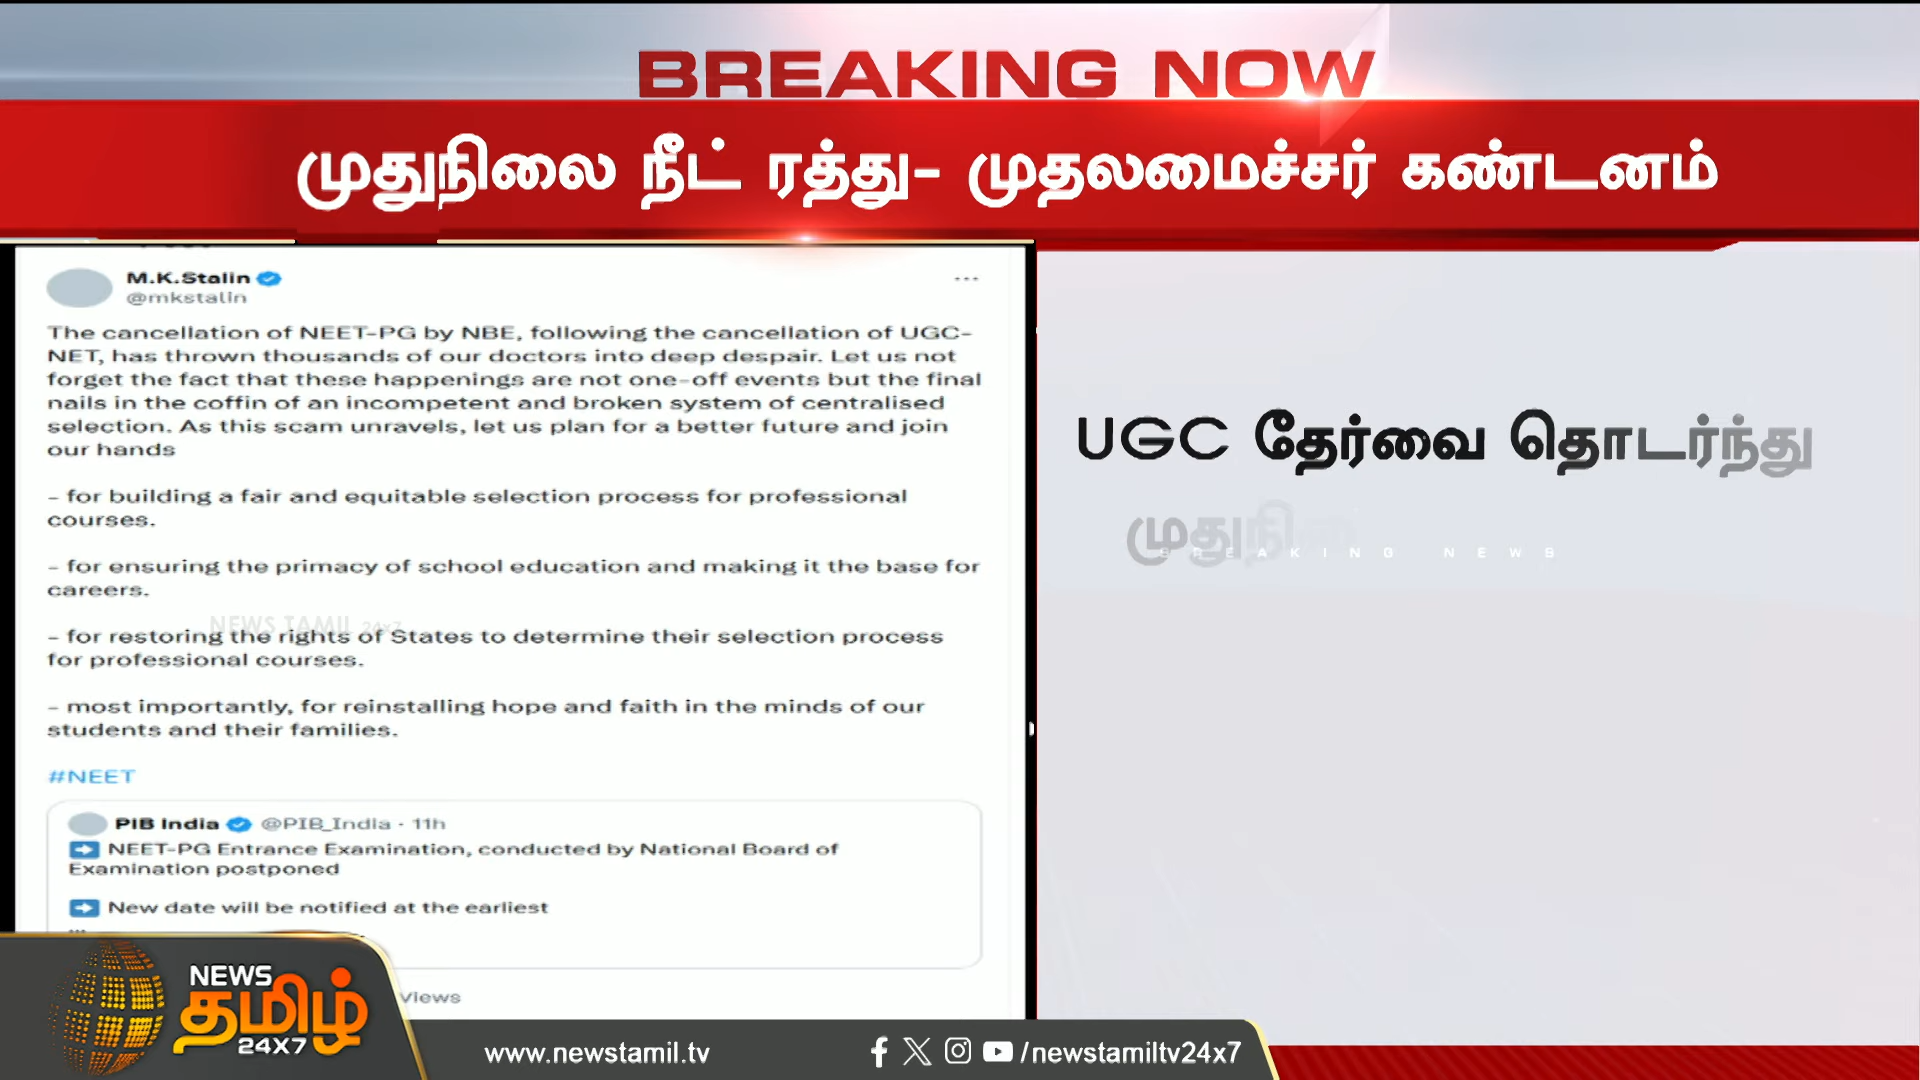 BREAKING NOW
முதுநிலை நீட் ரத்து- முதலமைச்சர் கண்டனம்
M.K.Stalin
@mkstalin
The cancellation of NEET-PG by NBE, following the cancellation of UGC-
NET, has thrown thousands of our doctors into deep despair. Let us not
forget the fact that these happenings are not one-off events but the final
nails in the coffin of an incompetent and broken system of centralised
selection. As this scam unravels, let us plan for a better future and join
our hands
- for building a fair and equitable selection process for professional
courses.
- for ensuring the primacy of school education and making it the base for
careers.
- for restoring the rights of States to determine their selection process
for professional courses.
- most importantly, for reinstalling hope and faith in the minds of our
students and their families.
#NEET
PIB India @PIB_India · 11h
NEET-PG Entrance Examination, conducted by National Board of
Examination postponed
New date will be notified at the earliest
...
Views
NEWS TAMIL 24x7
UGC தேர்வை தொடர்ந்து
BREAKING NEWS
NEWS
தமிழ்
24X7
www.newstamil.tv
/newstamiltv24x7